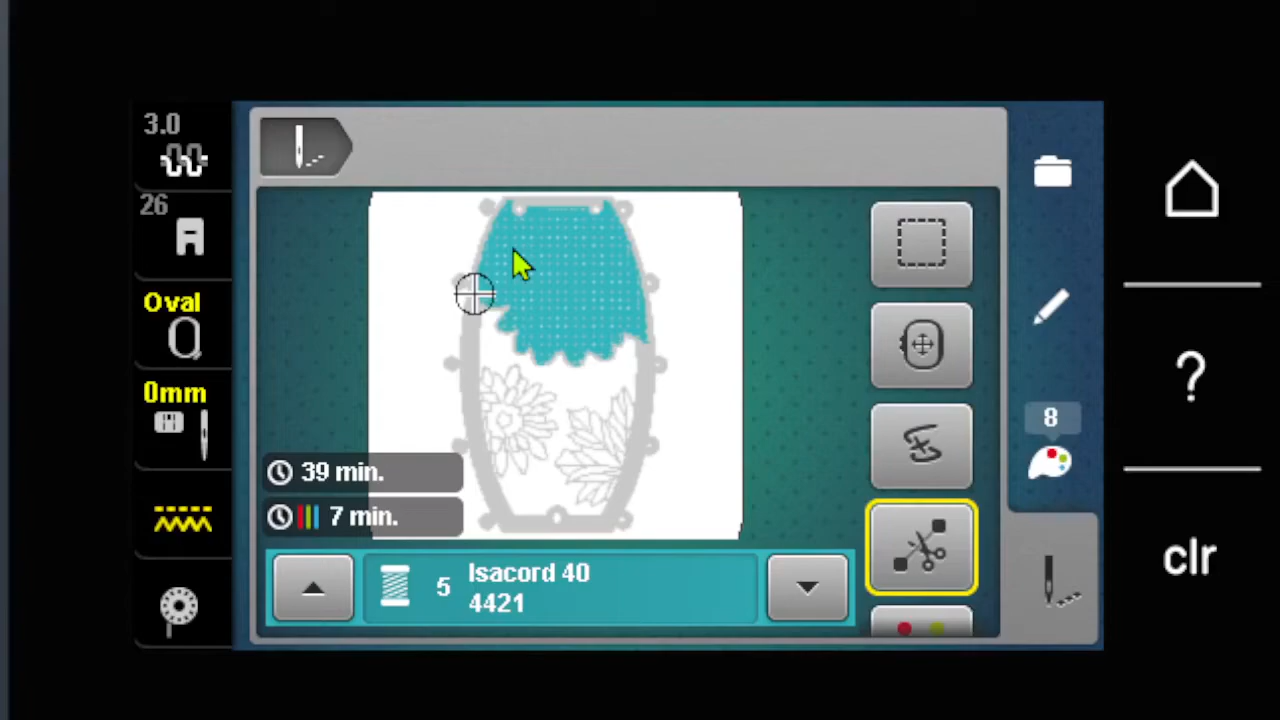 3.0
26
Oval
0mm
39 min.
7 min.
5
Isacord 40
4421
8
?
clr